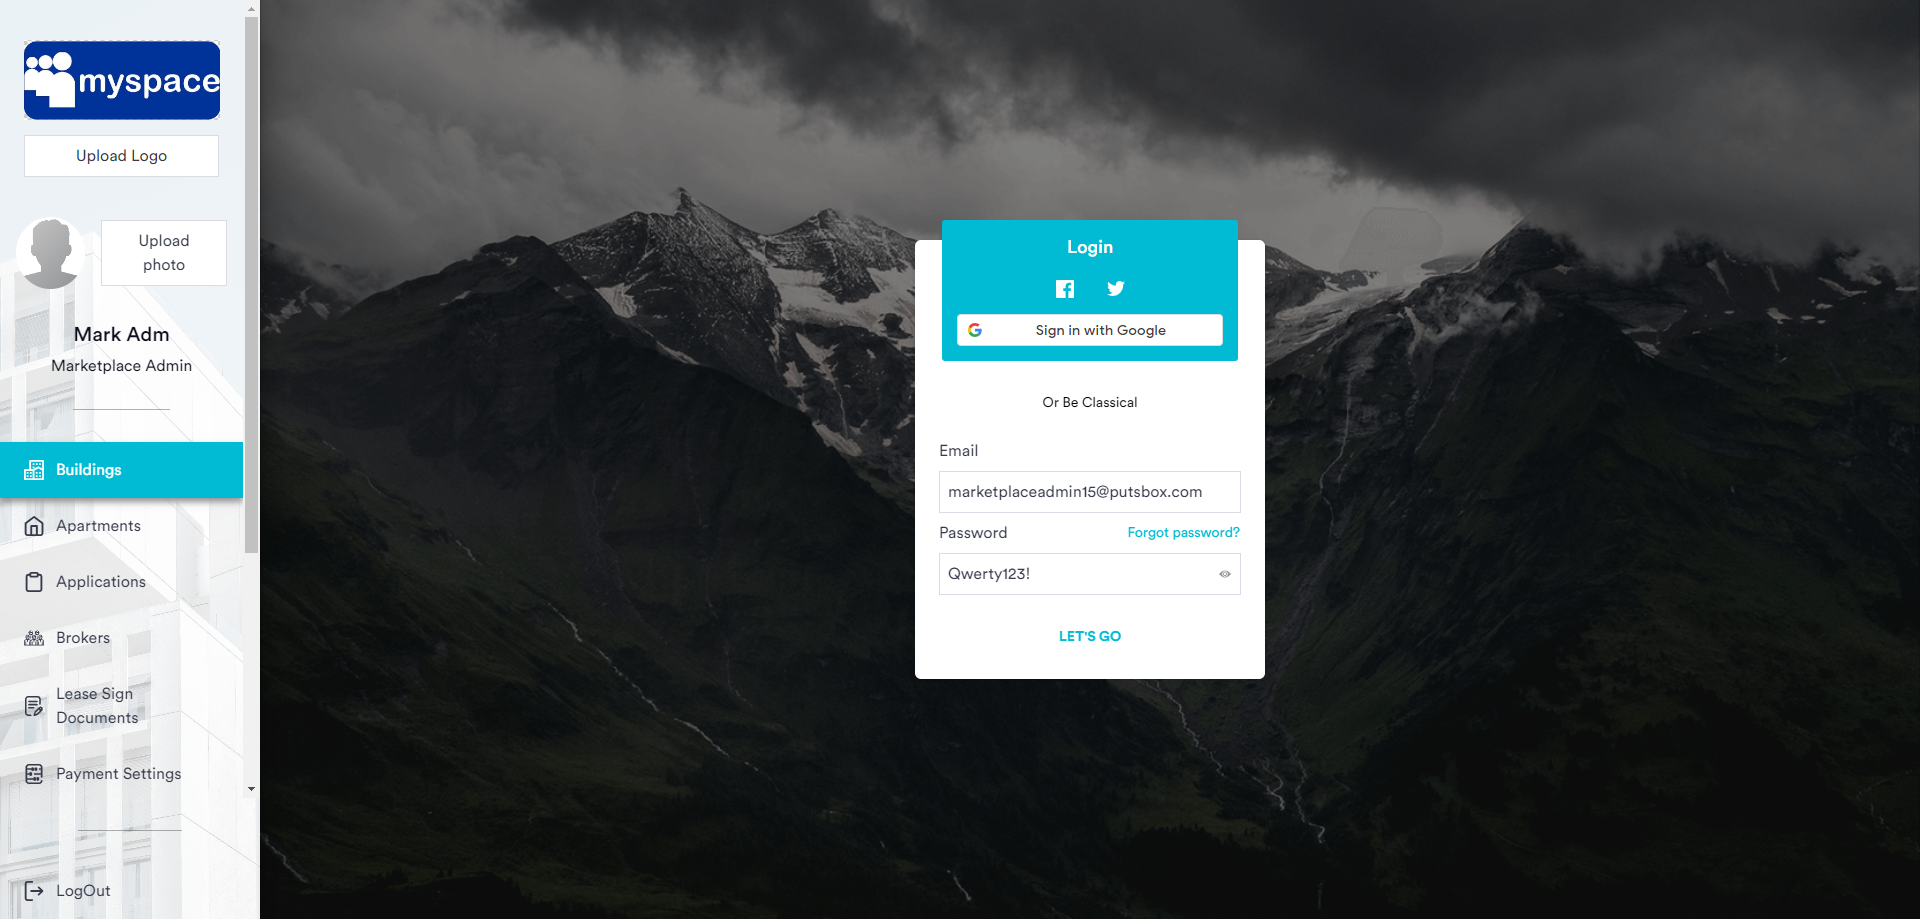 myspace
Upload Logo
Upload
photo
Mark Adm
Marketplace Admin
Buildings
Apartments
Applications
Brokers
Lease Sign
Documents
Payment Settings
LogOut
Login
Sign in with Google
Or Be Classical
Email
marketplaceadmin15@putsbox.com
Password Forgot password?
Qwerty123!
LET'S GO